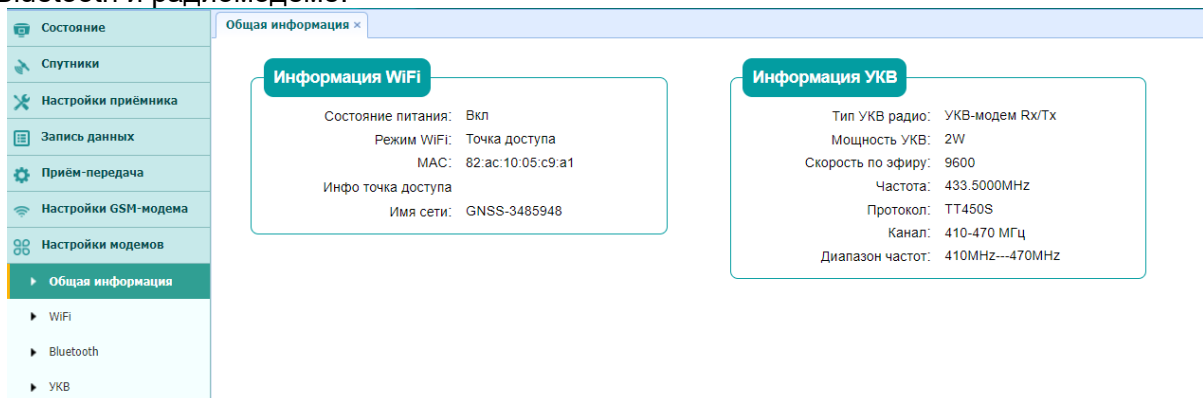 Bluetooth и радиомодеме.
Состояние
Спутники
Настройки приёмника
Запись данных
Приём-передача
Настройки GSM-модема
Настройки модемов
Общая информация
WiFi
Bluetooth
УКВ
Общая информация ×
Информация WiFi
Состояние питания: Вкл
Режим WiFi: Точка доступа
MAC: 82:ac:10:05:c9:a1
Инфо точка доступа
Имя сети: GNSS-3485948
Информация УКВ
Тип УКВ радио: УКВ-модем Rx/Tx
Мощность УКВ: 2W
Скорость по эфиру: 9600
Частота: 433.5000MHz
Протокол: TT450S
Канал: 410-470 МГц
Диапазон частот: 410MHz---470MHz